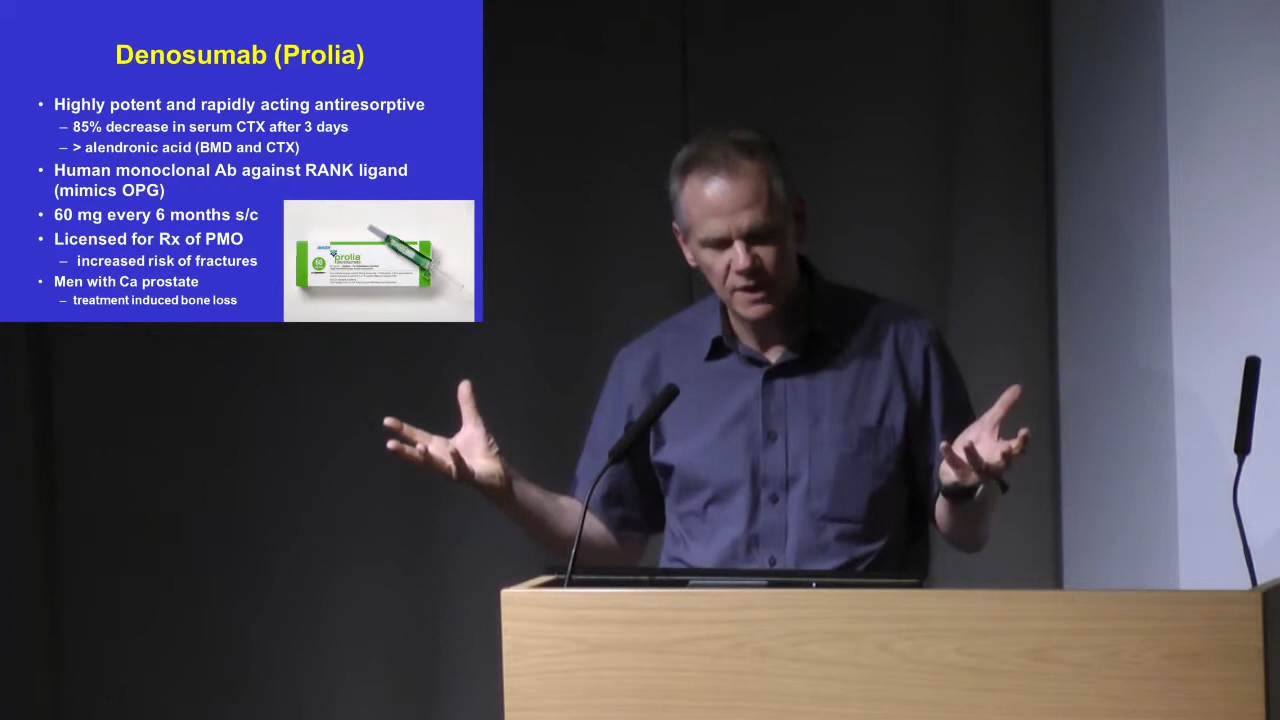 Denosumab (Prolia)
• Highly potent and rapidly acting antiresorptive
– 85% decrease in serum CTX after 3 days
– > alendronic acid (BMD and CTX)
• Human monoclonal Ab against RANK ligand
(mimics OPG)
• 60 mg every 6 months s/c
• Licensed for Rx of PMO
– increased risk of fractures
• Men with Ca prostate
– treatment induced bone loss
prolia
denosumab
60